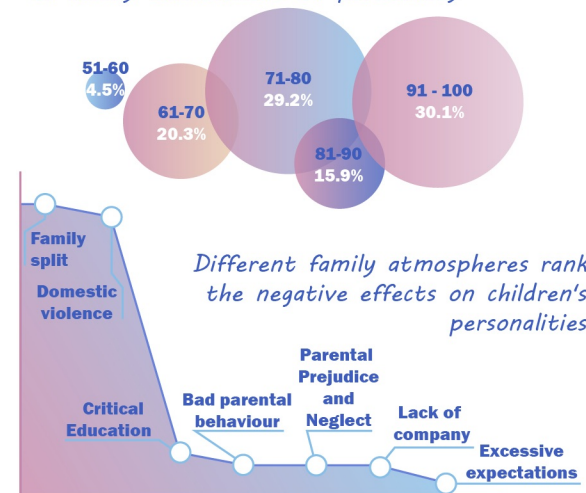 51-60
4.5%
61-70
20.3%
71-80
29.2%
81-90
15.9%
91 - 100
30.1%
Different family atmospheres rank
the negative effects on children's
personalities
Family
split
Domestic
violence
Critical
Education
Bad parental
behaviour
Parental
Prejudice
and
Neglect
Lack of
company
Excessive
expectations